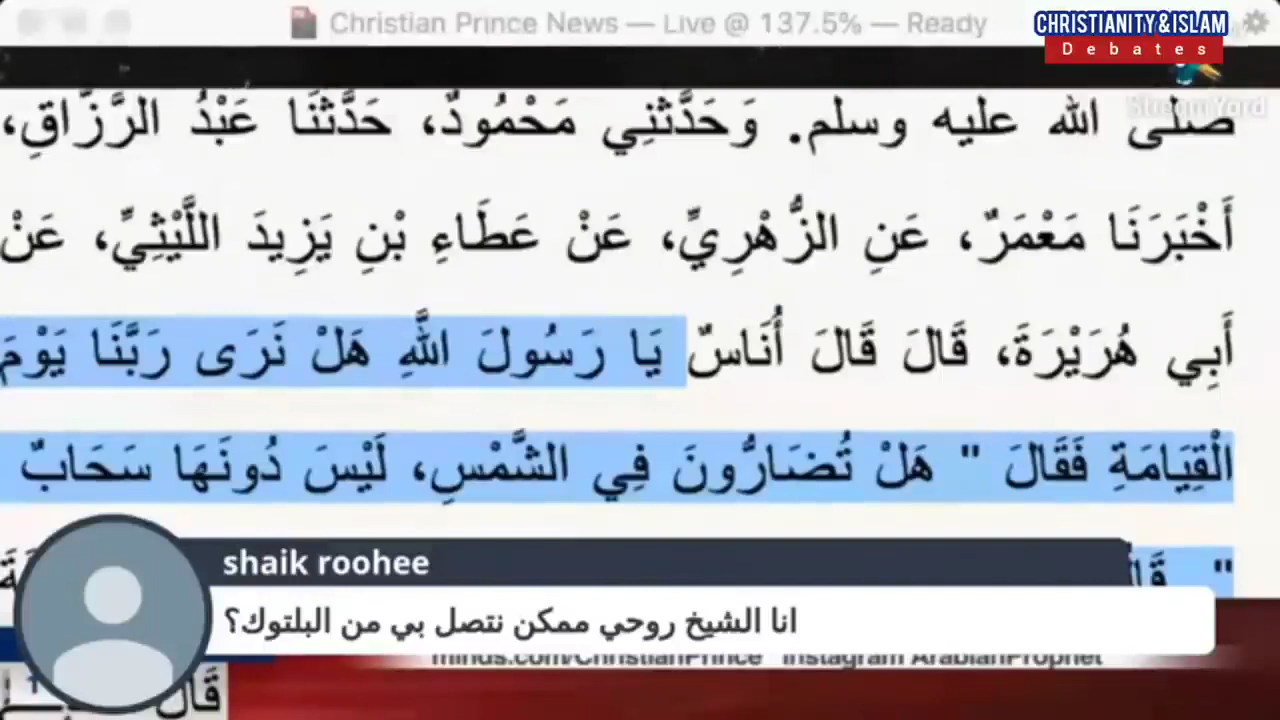 Christian Prince News — Live @ 137.5% — Ready
CHRISTIANITY & ISLAM
Debates
صلى الله عليه وسلم. وَحَدَّثَنِي مَحْمُودٌ، حَدَّثَنَا عَبْدُ الرَّزَّاقِ،
أَخْبَرَنَا مَعْمَرٌ، عَنِ الزُّهْرِيِّ، عَنْ عَطَاءِ بْنِ يَزِيدَ اللَّيْثِيِّ، عَنْ
أَبِي هُرَيْرَةَ، قَالَ قَالَ أُنَاسٌ يَا رَسُولَ اللَّهِ هَلْ نَرَى رَبَّنَا يَوْمَ
الْقِيَامَةِ فَقَالَ " هَلْ تُضَارُّونَ فِي الشَّمْسِ، لَيْسَ دُونَهَا سَحَابٌ
"
shaik roohee
انا الشيخ روحي ممكن نتصل بي من البلتوك؟
minds.com/ChristianPrince Instagram ArabianProphet
قَالَ